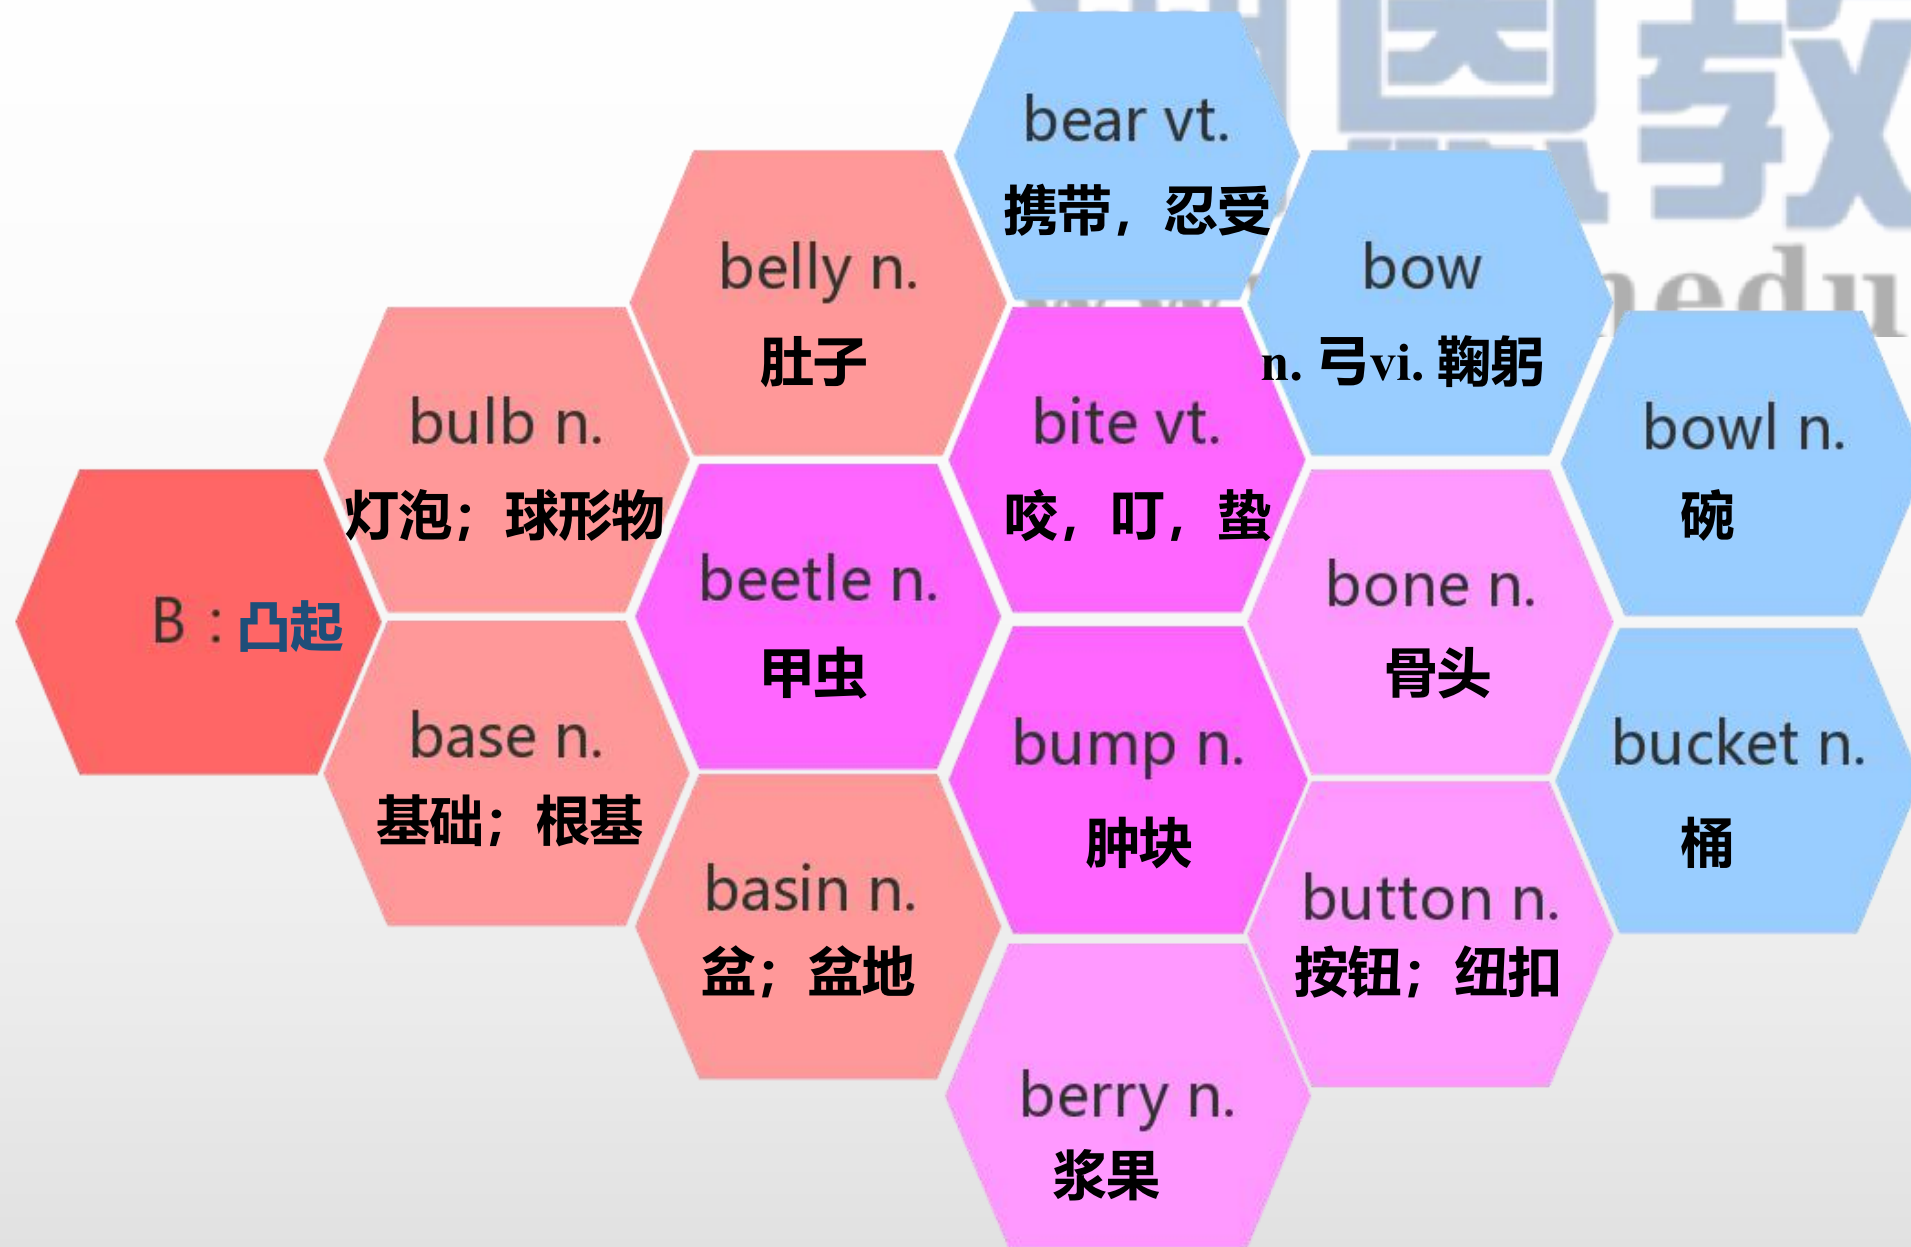 B：凸起
bulb n.
灯泡；球形物
base n.
基础；根基
belly n.
肚子
beetle n.
甲虫
basin n.
盆；盆地
bear vt.
携带，忍受
bite vt.
咬，叮，蛰
bump n.
肿块
berry n.
浆果
bow
n. 弓vi. 鞠躬
bone n.
骨头
button n.
按钮；纽扣
bowl n.
碗
bucket n.
桶
恩教
edu